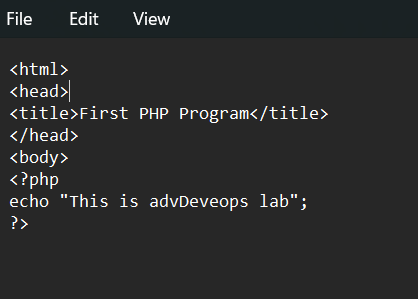 File Edit View
<html>
<head>
<title>First PHP Program</title>
</head>
<body>
<?php
echo "This is advDeveops lab";
?>